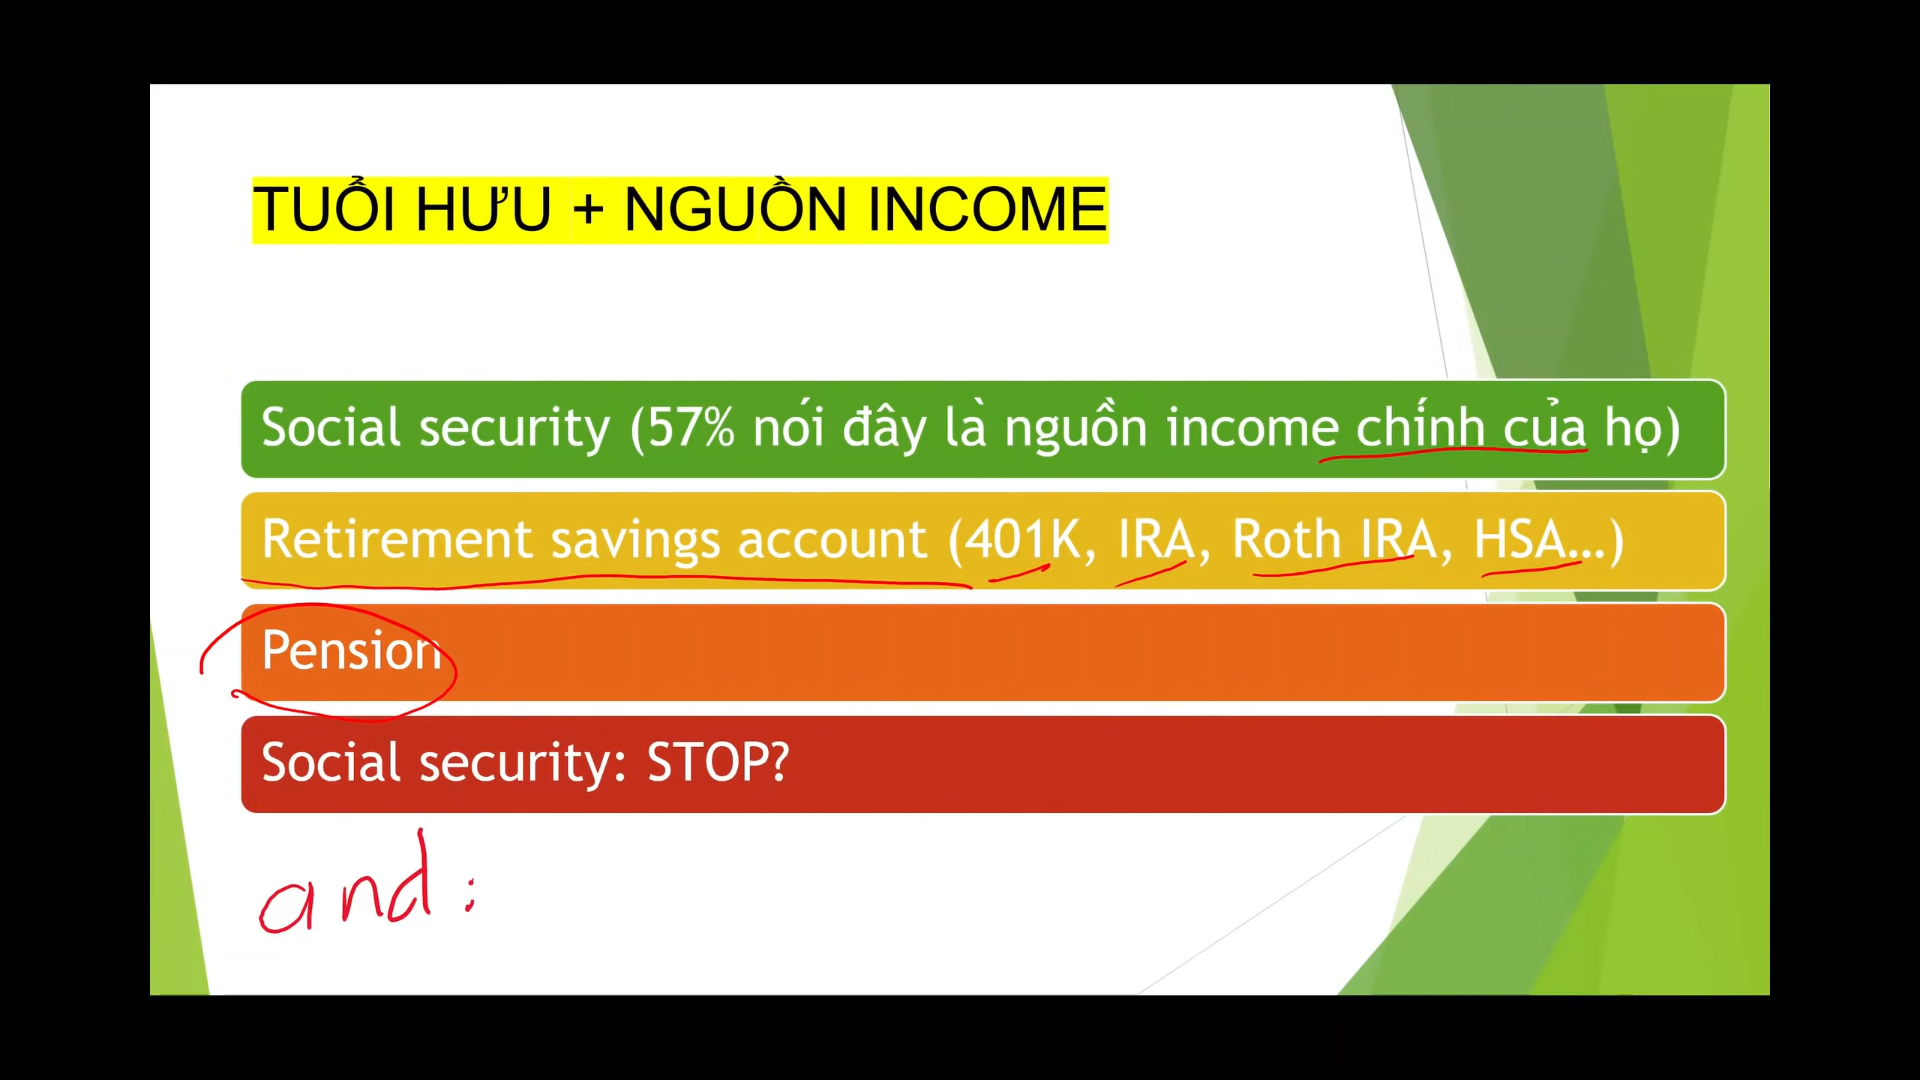 TUỔI HƯU + NGUỒN INCOME
Social security (57% nói đây là nguồn income chính của họ)
Retirement savings account (401K, IRA, Roth IRA, HSA…)
Pension
Social security: STOP?
and :